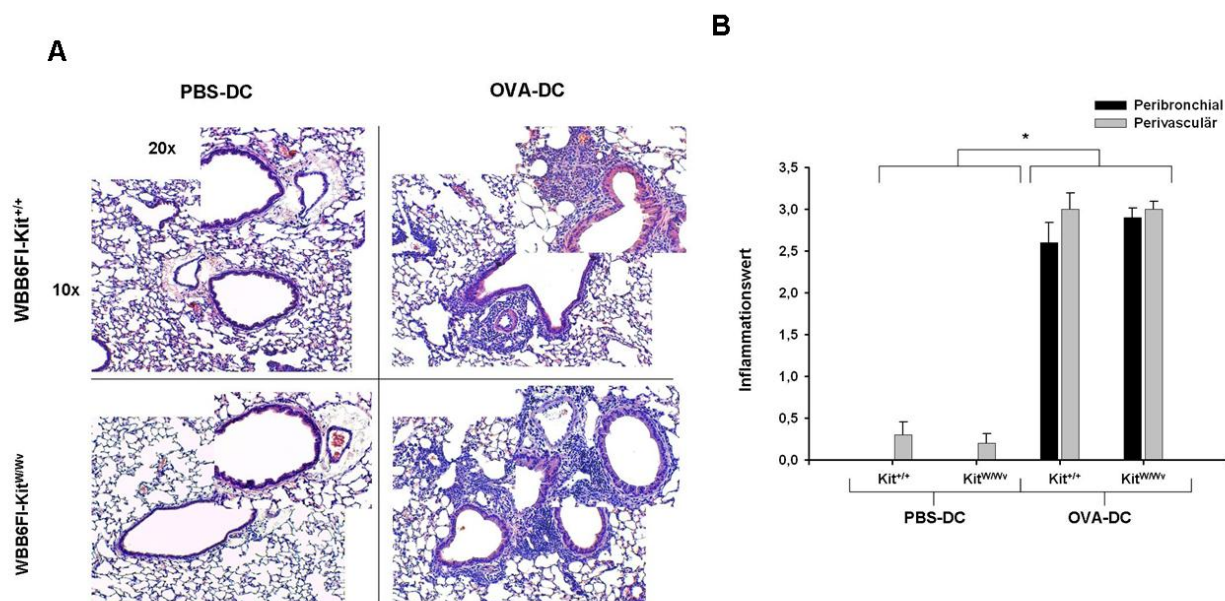 A
PBS-DC
OVA-DC
WBB6FI-Kit+/+
20x
10x
WBB6FI-KitW/Wv
B
Peribronchial
Perivasculär
*
Inflammationswert
3,5
3,0
2,5
2,0
1,5
1,0
0,5
0,0
Kit+/+
KitW/Wv
Kit+/+
KitW/Wv
PBS-DC
OVA-DC